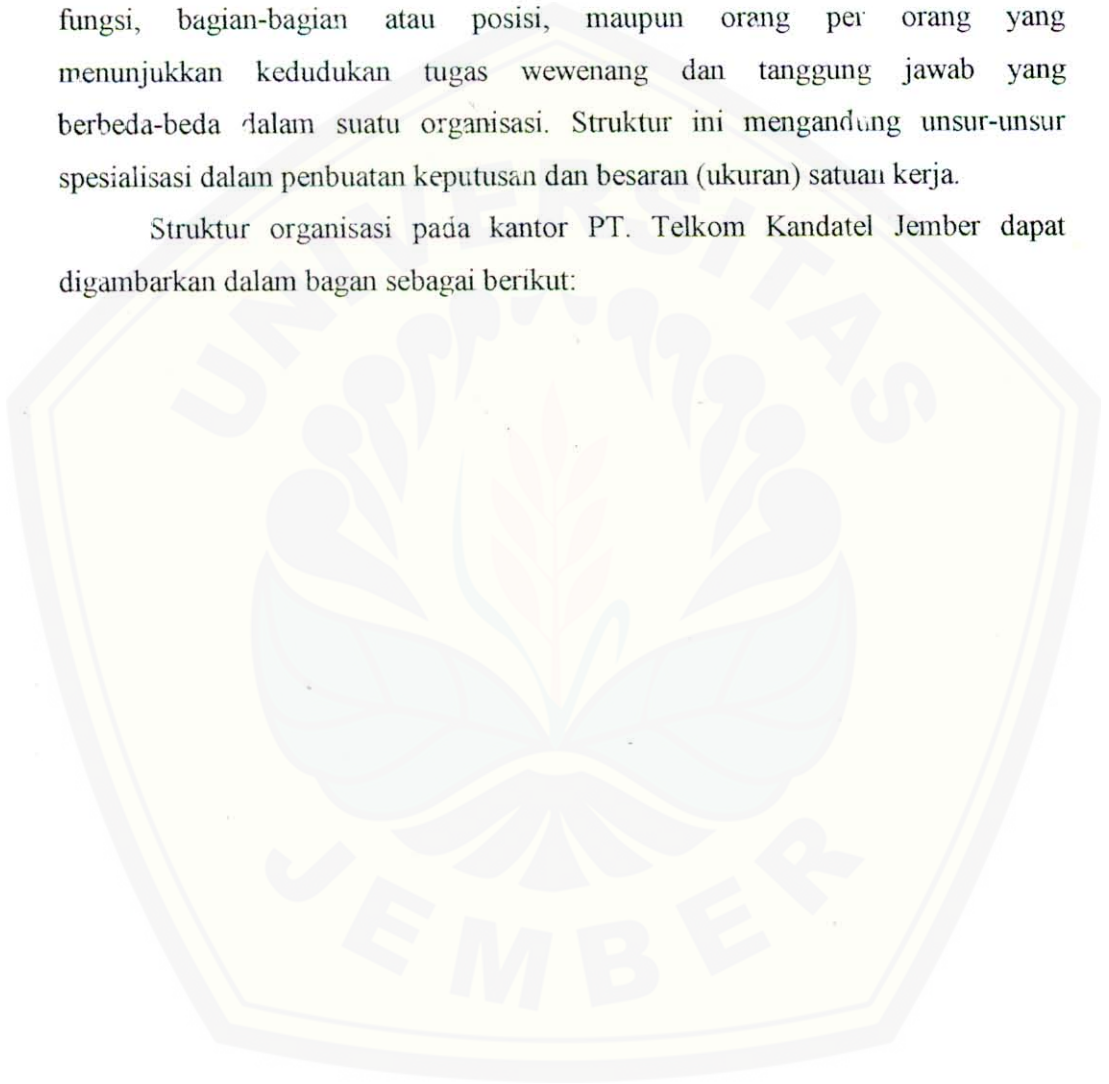 fungsi, bagian-bagian atau posisi, maupun orang per orang yang
menunjukkan kedudukan tugas wewenang dan tanggung jawab yang
berbeda-beda dalam suatu organisasi. Struktur ini mengandung unsur-unsur
spesialisasi dalam penbuatan keputusan dan besaran (ukuran) satuan kerja.
Struktur organisasi pada kantor PT. Telkom Kandatel Jember dapat
digambarkan dalam bagan sebagai berikut:
UNIVERSITAS
JEMBER